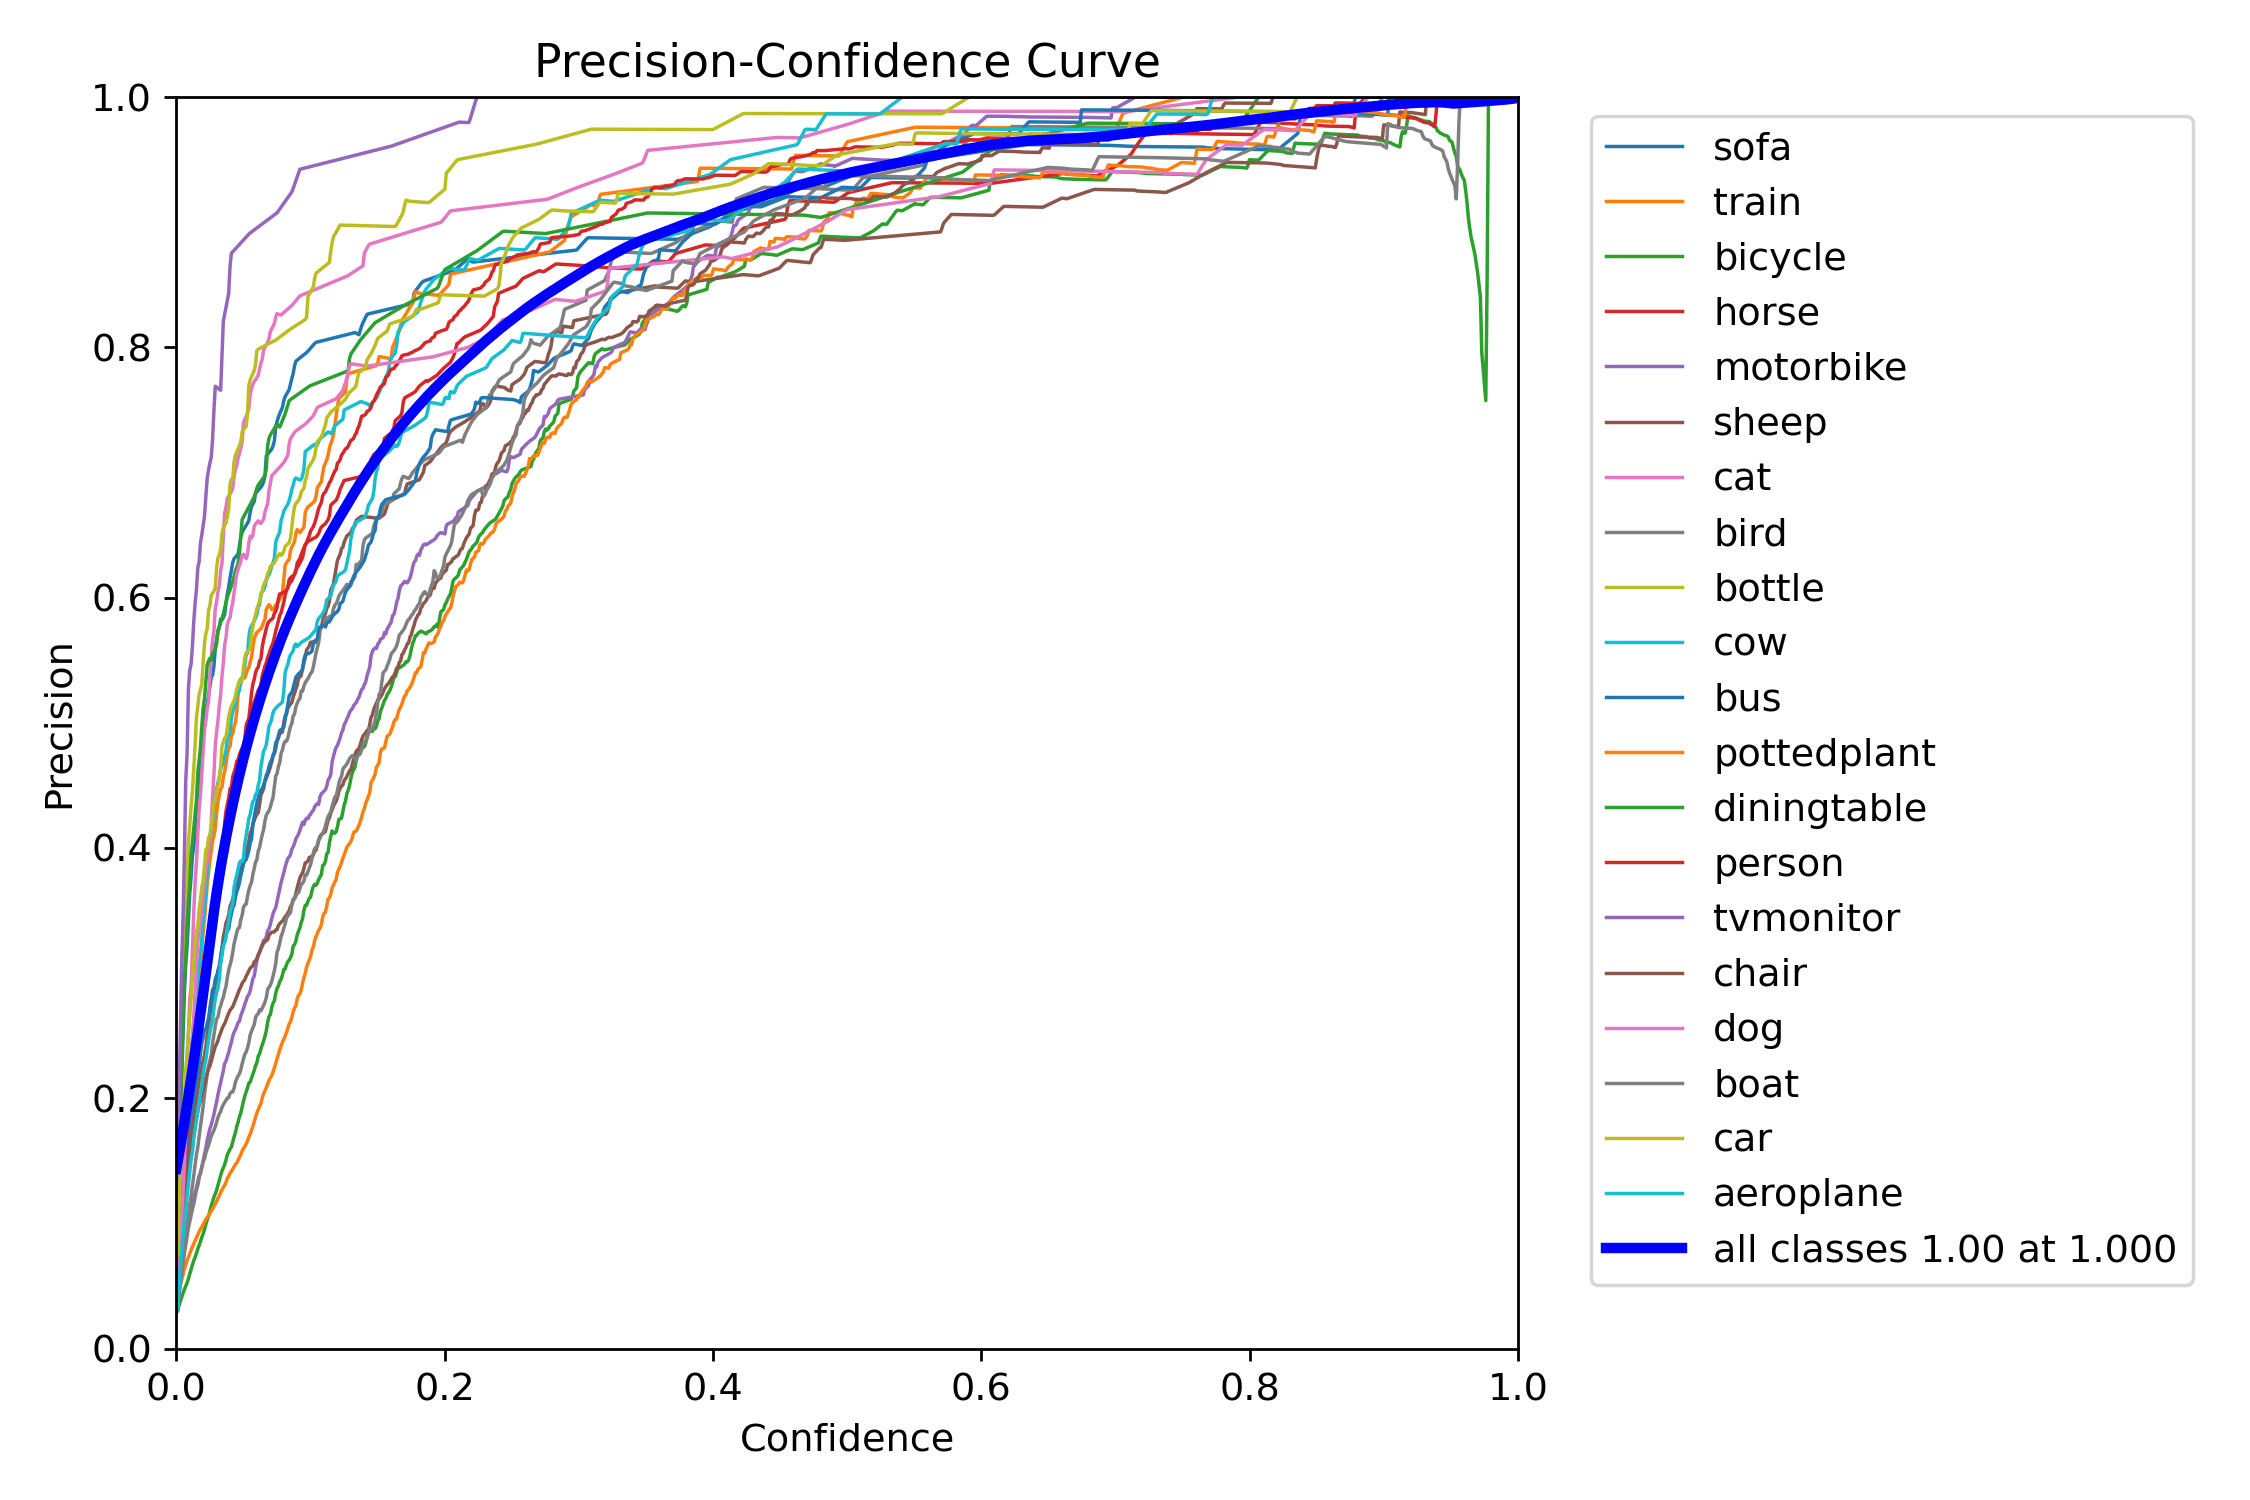 Precision-Confidence Curve
1.0
0.8
0.6
0.4
0.2
0.0
Precision
0.0 0.2 0.4 0.6 0.8 1.0
Confidence
sofa
train
bicycle
horse
motorbike
sheep
cat
bird
bottle
cow
bus
pottedplant
diningtable
person
tvmonitor
chair
dog
boat
car
aeroplane
all classes 1.00 at 1.000